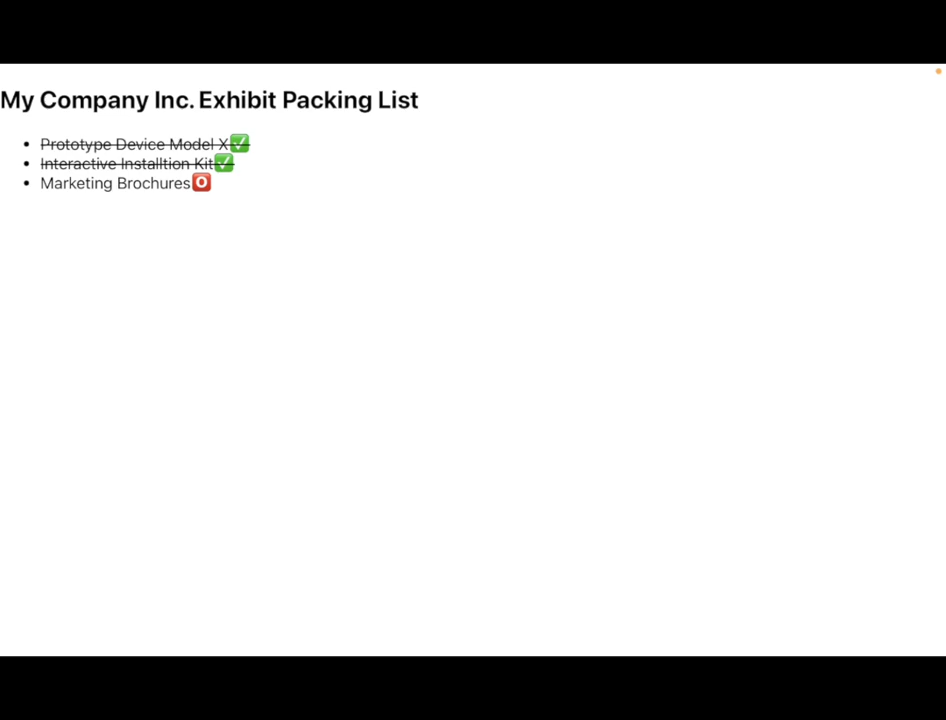 My Company Inc. Exhibit Packing List
• Prototype Device Model X✅
• Interactive Installtion Kit✅
• Marketing Brochures🅾️